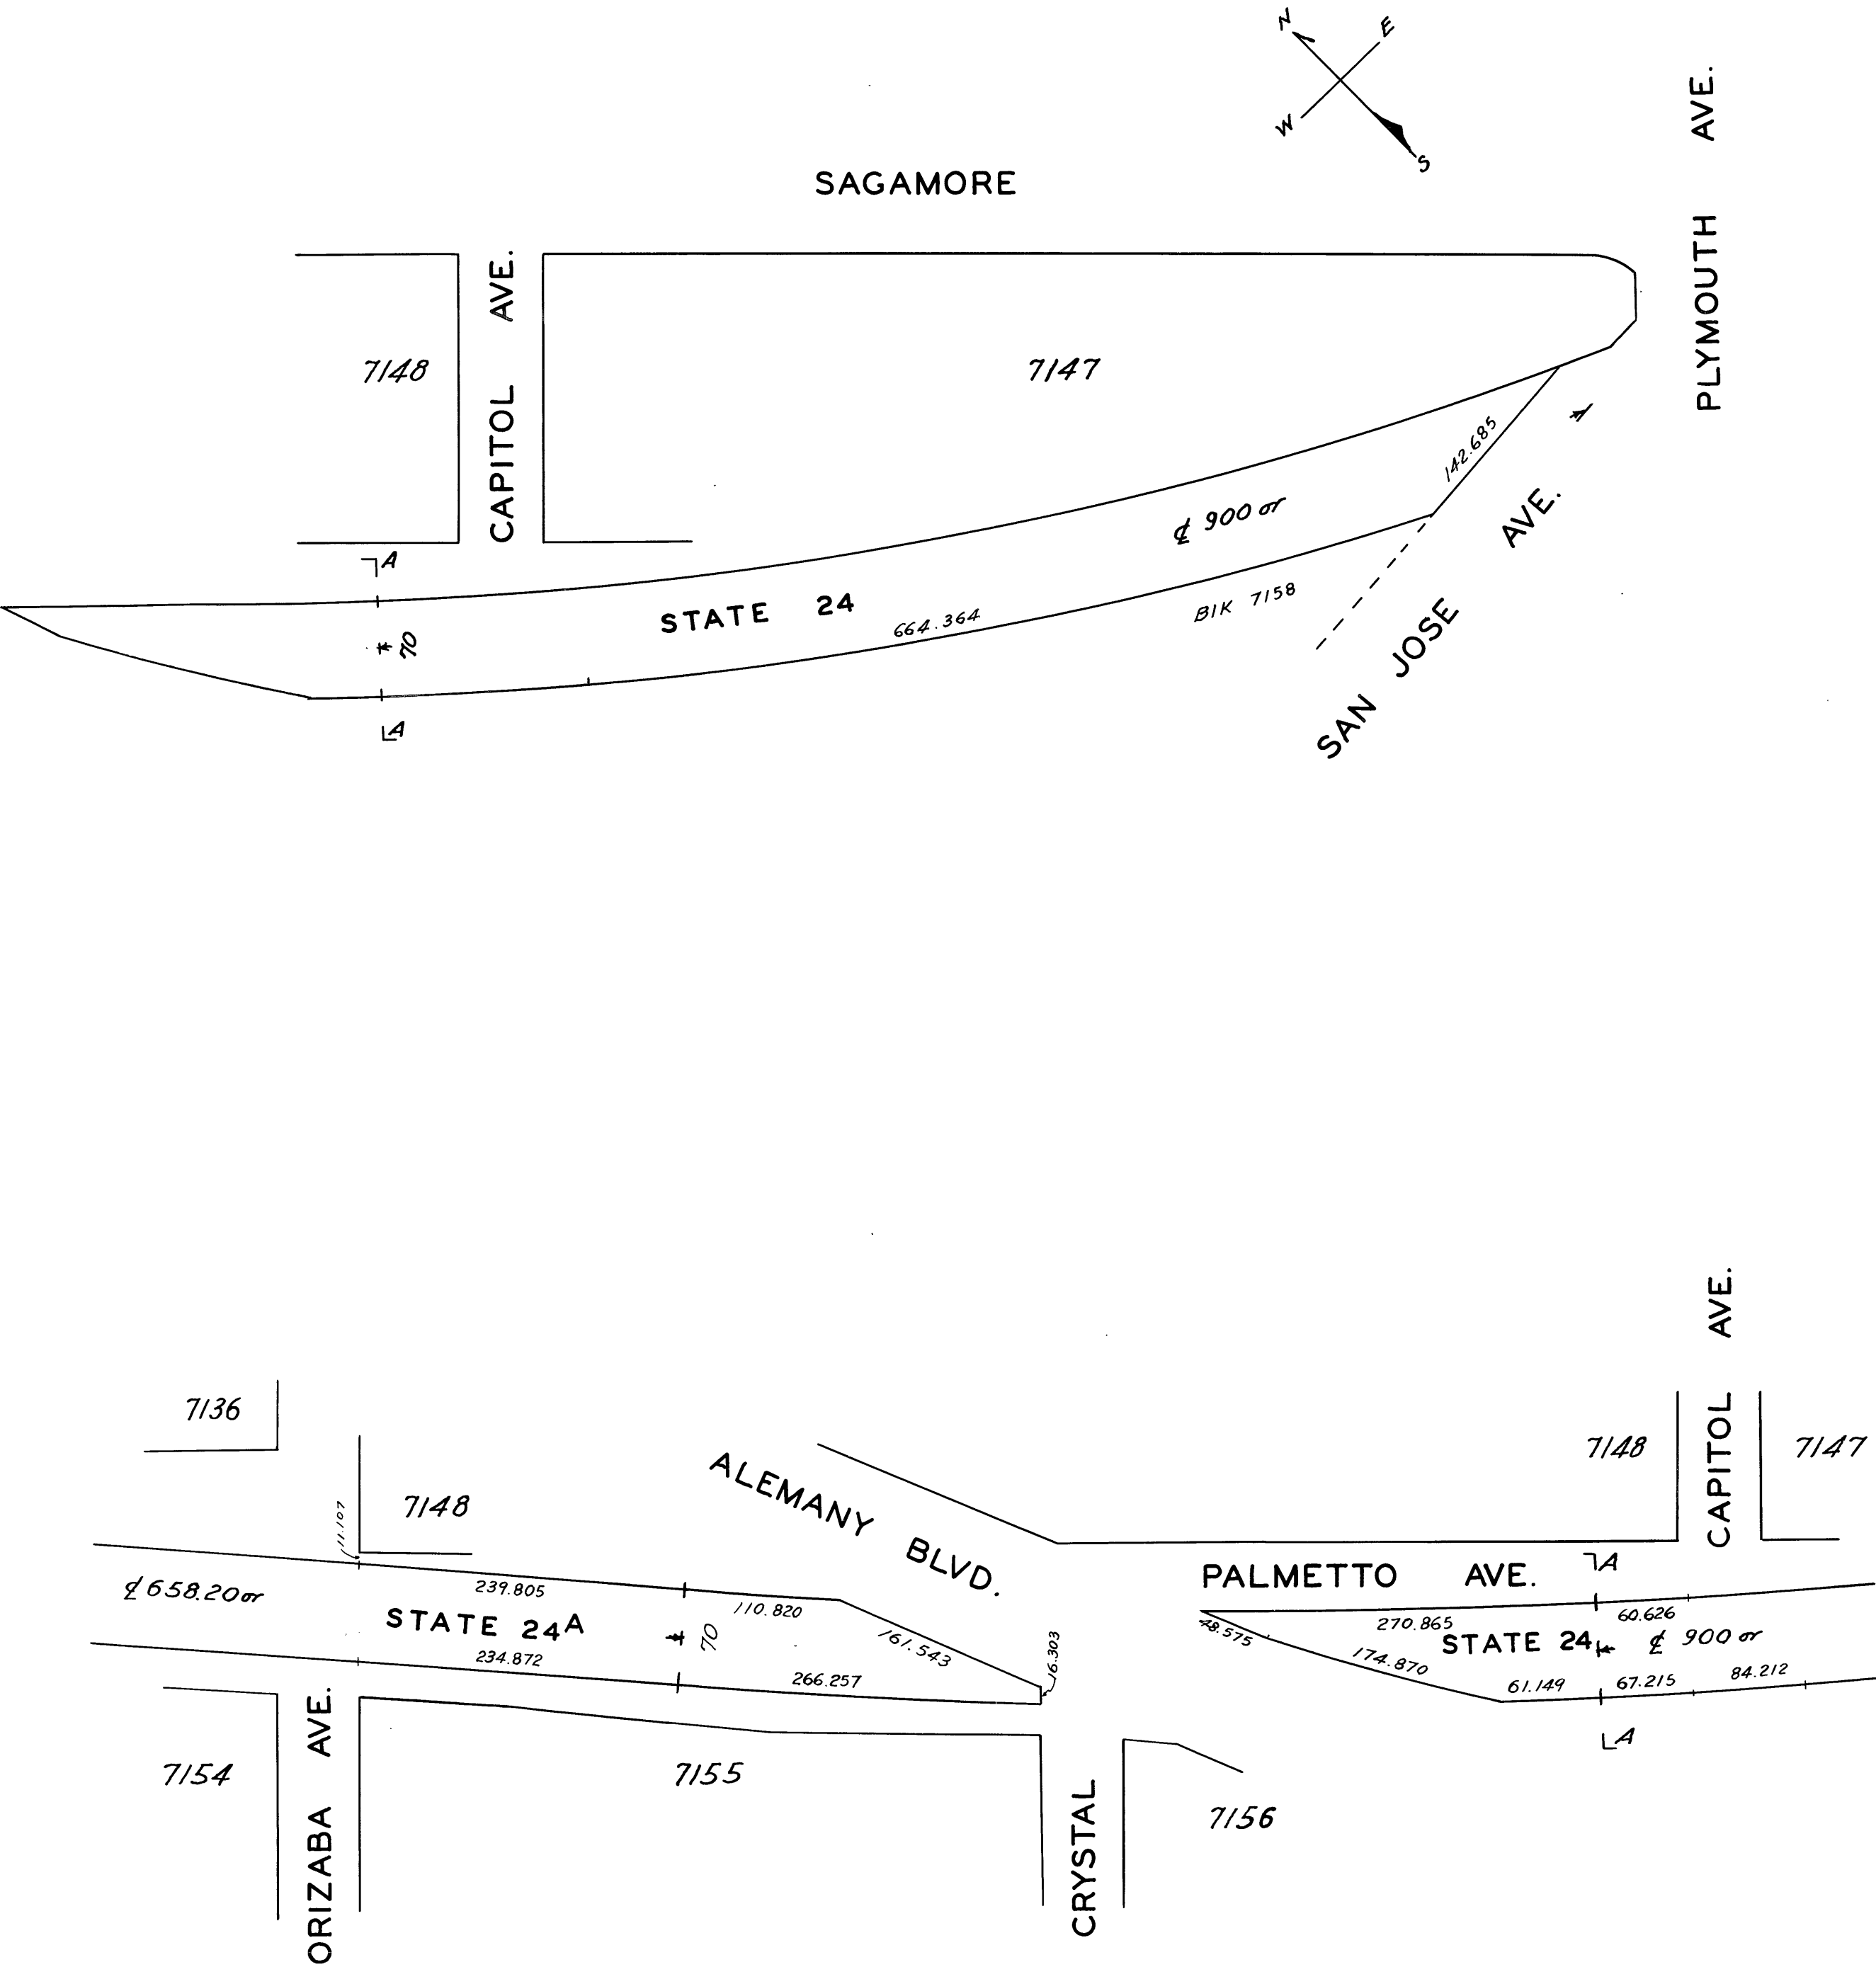 N
E
W
S
PLYMOUTH AVE.
SAGAMORE
CAPITOL AVE.
7148
7147
142.685
₵ 900 or
A
STATE 24
664.364
BLK 7158
SAN JOSE AVE.
70
A
CAPITOL AVE.
7136
7148
7147
ALEMANY BLVD.
7148
11.107
PALMETTO AVE.
A
₵ 658.20 or
239.805
110.820
STATE 24A
70
161.543
16.303
234.872
266.257
48.575
270.865
60.626
STATE 24
₵ 900 or
174.870
61.149
67.215
84.212
A
7154
ORIZABA AVE.
7155
CRYSTAL
7156